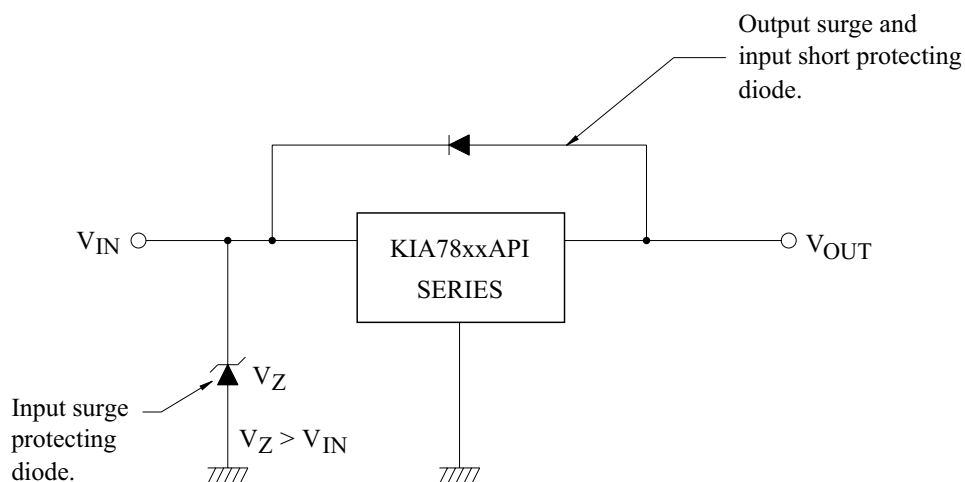 Output surge and
input short protecting
diode.
VIN
KIA78xxAPI
SERIES
VOUT
VZ
Input surge
protecting
diode.
VZ > VIN